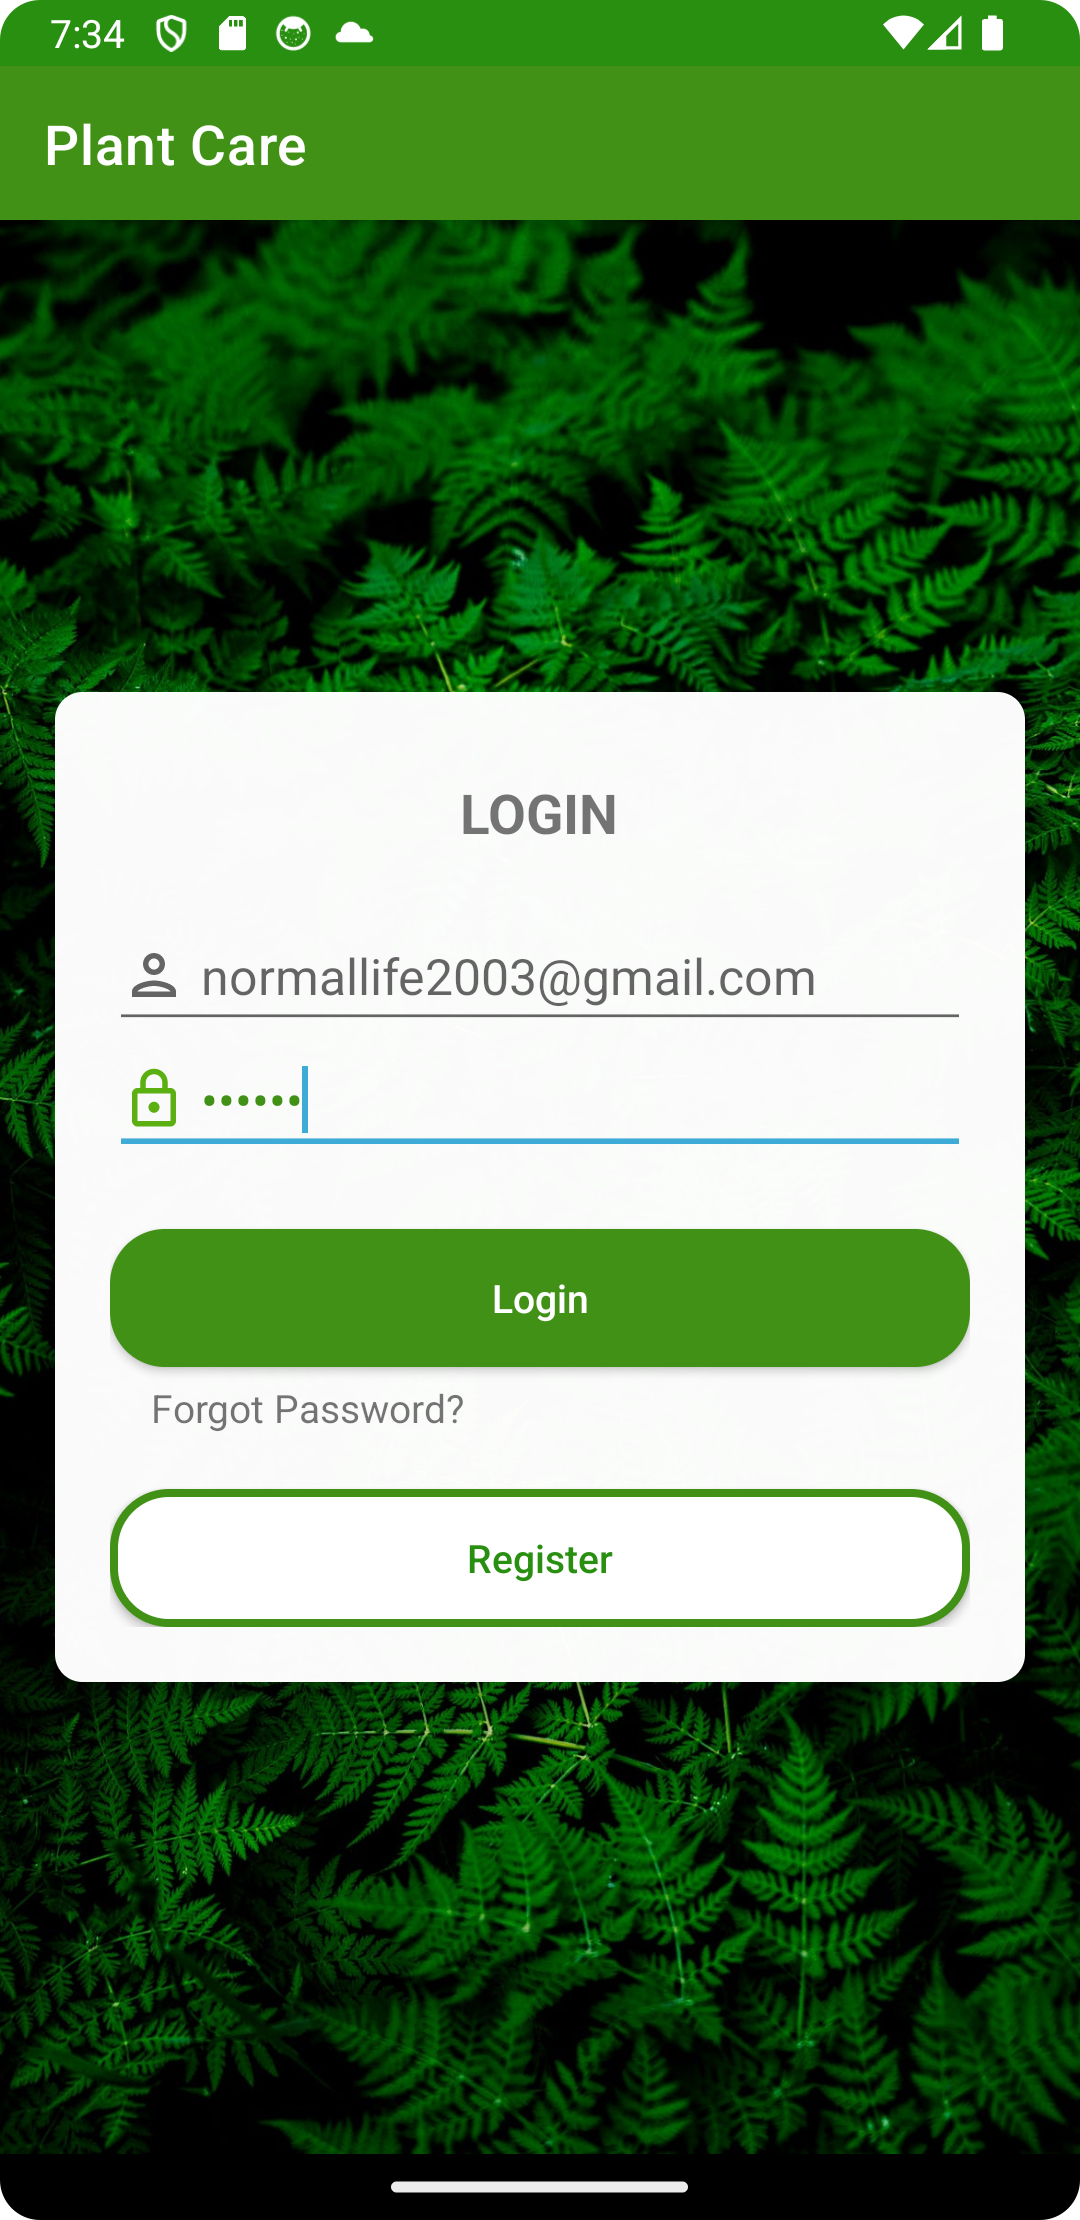 7:34
Plant Care
LOGIN
normallife2003@gmail.com
••••••
Login
Forgot Password?
Register